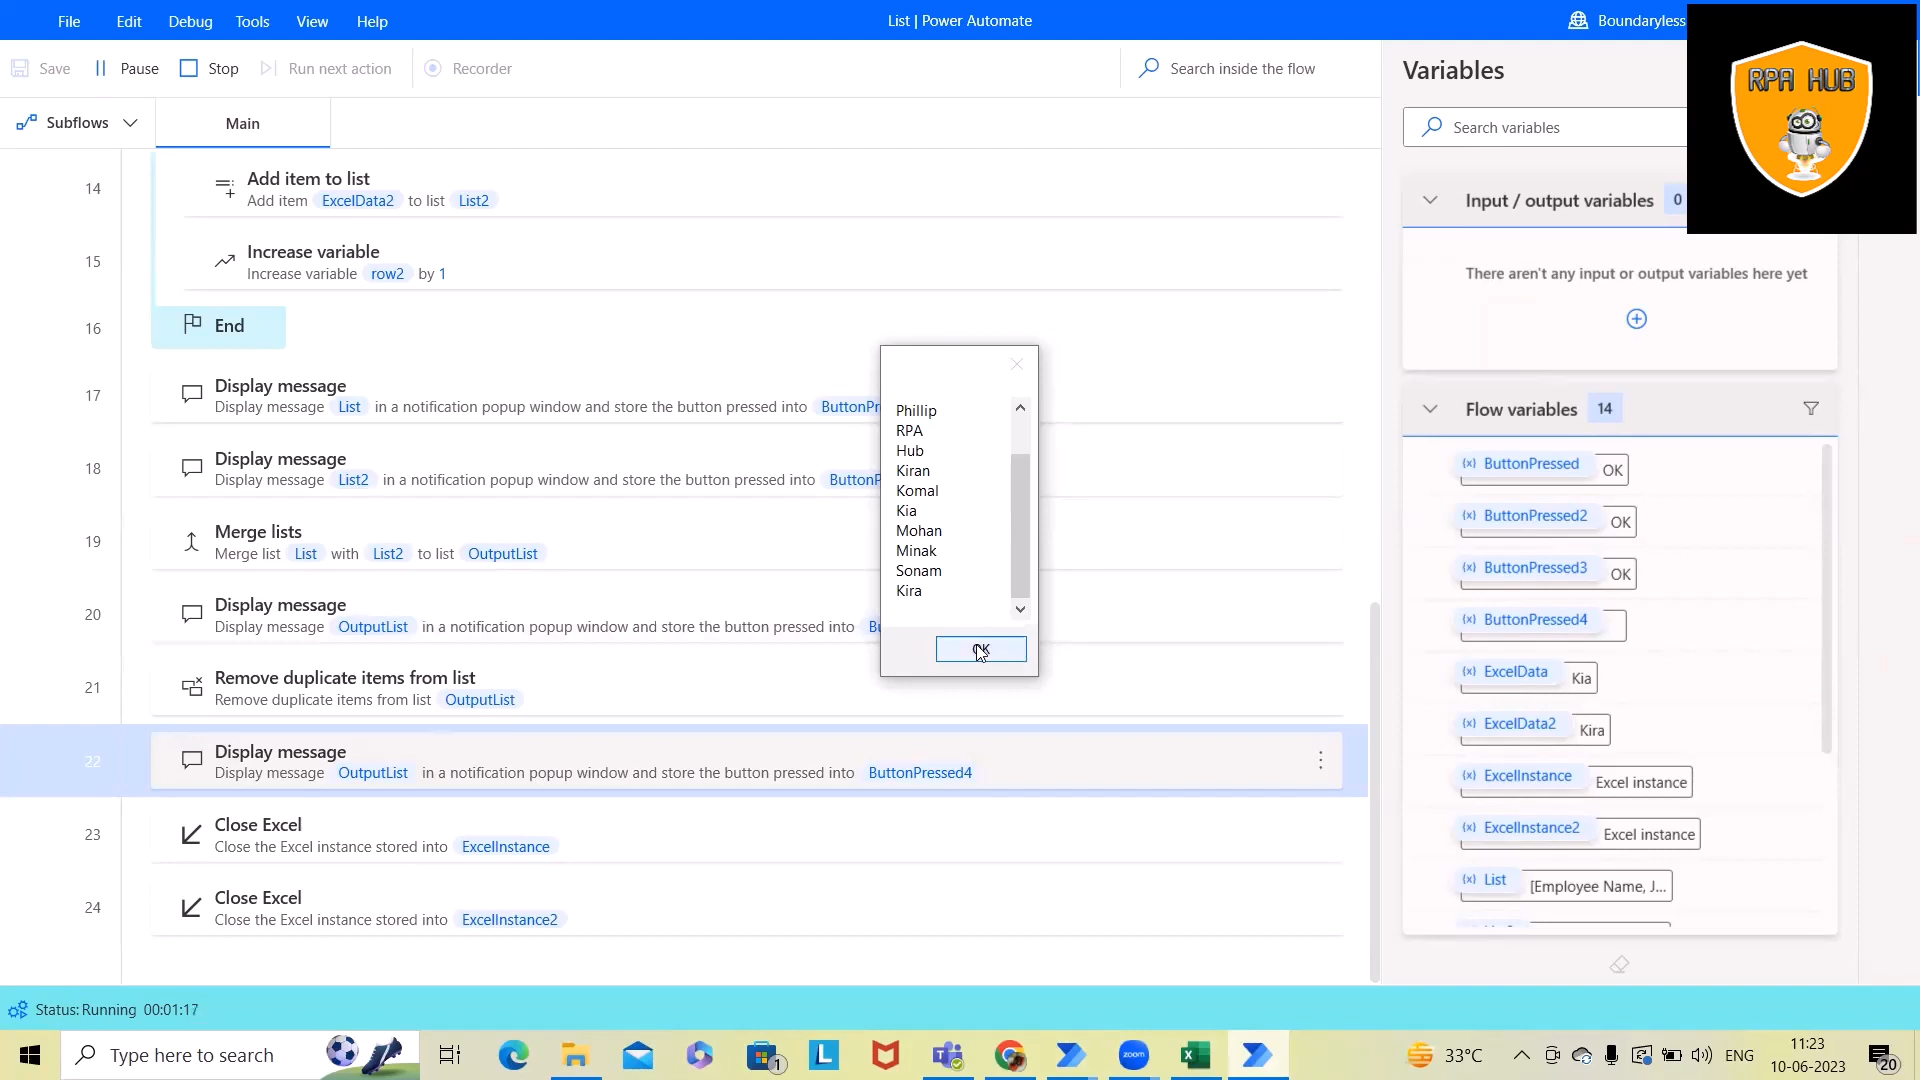 File Edit Debug Tools View Help
List | Power Automate
Boundaryless
Save Pause Stop Run next action Recorder
Search inside the flow
Subflows Main
14 Add item to list
Add item ExcelData2 to list List2
15 Increase variable
Increase variable row2 by 1
16 End
17 Display message
Display message List in a notification popup window and store the button pressed into ButtonPr
18 Display message
Display message List2 in a notification popup window and store the button pressed into ButtonP
19 Merge lists
Merge list List with List2 to list OutputList
20 Display message
Display message OutputList in a notification popup window and store the button pressed into Bu
21 Remove duplicate items from list
Remove duplicate items from list OutputList
22 Display message
Display message OutputList in a notification popup window and store the button pressed into ButtonPressed4
23 Close Excel
Close the Excel instance stored into ExcelInstance
24 Close Excel
Close the Excel instance stored into ExcelInstance2
Phillip
RPA
Hub
Kiran
Komal
Kia
Mohan
Minak
Sonam
Kira
OK
Variables
Search variables
RPA HUB
Input / output variables 0
There aren't any input or output variables here yet
Flow variables 14
(x) ButtonPressed OK
(x) ButtonPressed2 OK
(x) ButtonPressed3 OK
(x) ButtonPressed4
(x) ExcelData Kia
(x) ExcelData2 Kira
(x) ExcelInstance Excel instance
(x) ExcelInstance2 Excel instance
(x) List [Employee Name, J...
Status: Running 00:01:17
Type here to search
1
L
zoom
33°C
ENG
11:23
10-06-2023
20